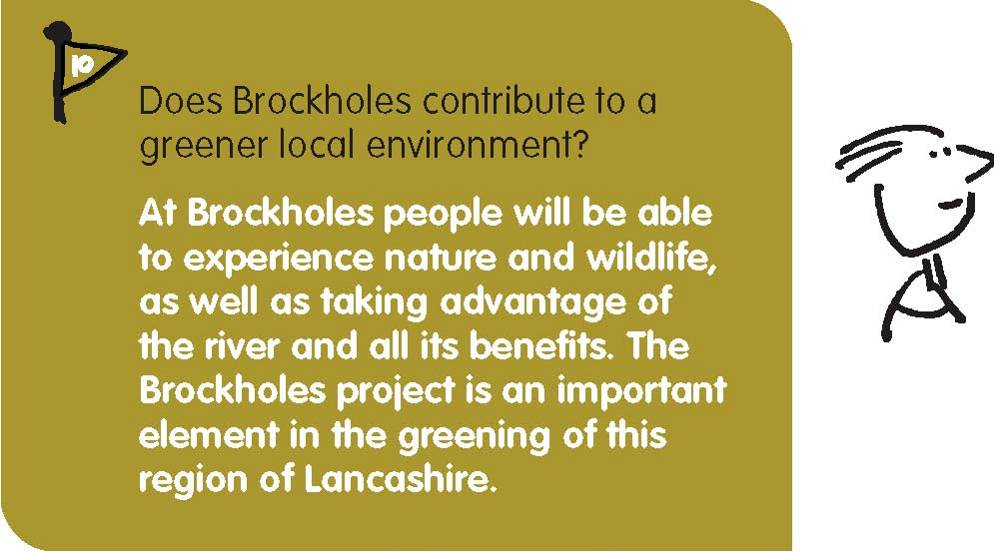 10
Does Brockholes contribute to a
greener local environment?
At Brockholes people will be able
to experience nature and wildlife,
as well as taking advantage of
the river and all its benefits. The
Brockholes project is an important
element in the greening of this
region of Lancashire.